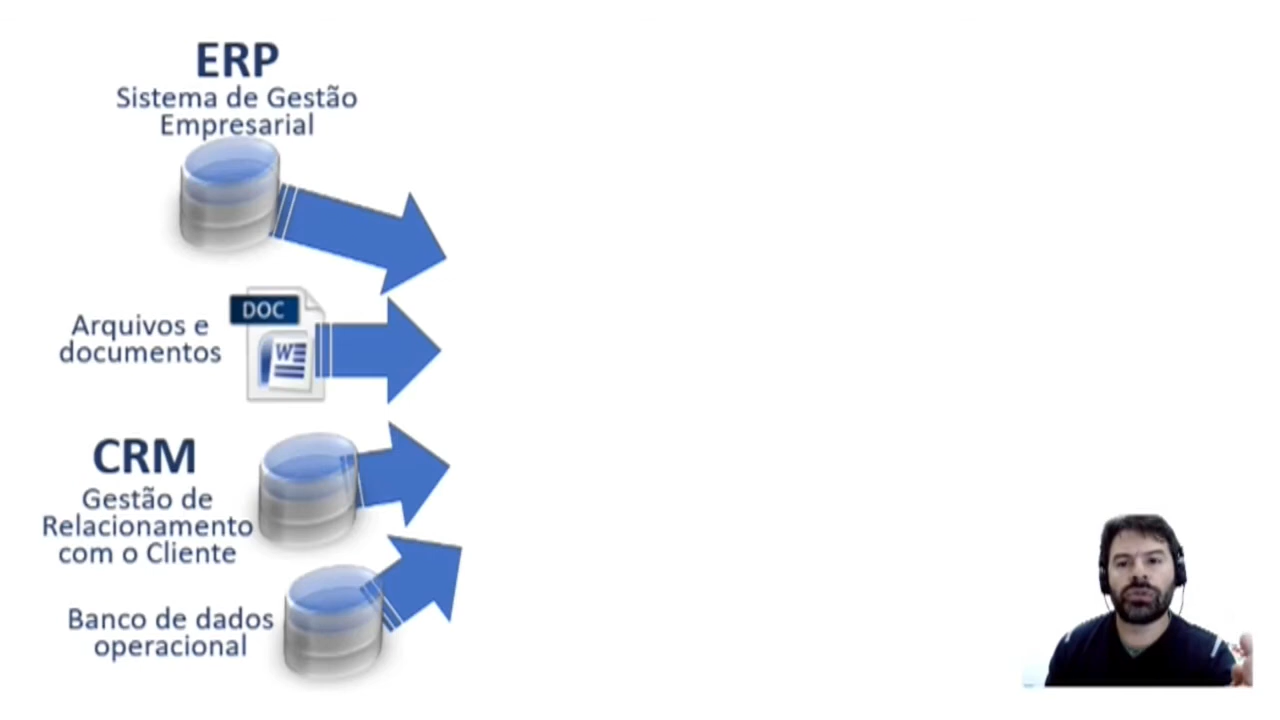 ERP
Sistema de Gestão
Empresarial
DOC
W
Arquivos e
documentos
CRM
Gestão de
Relacionamento
com o Cliente
Banco de dados
operacional